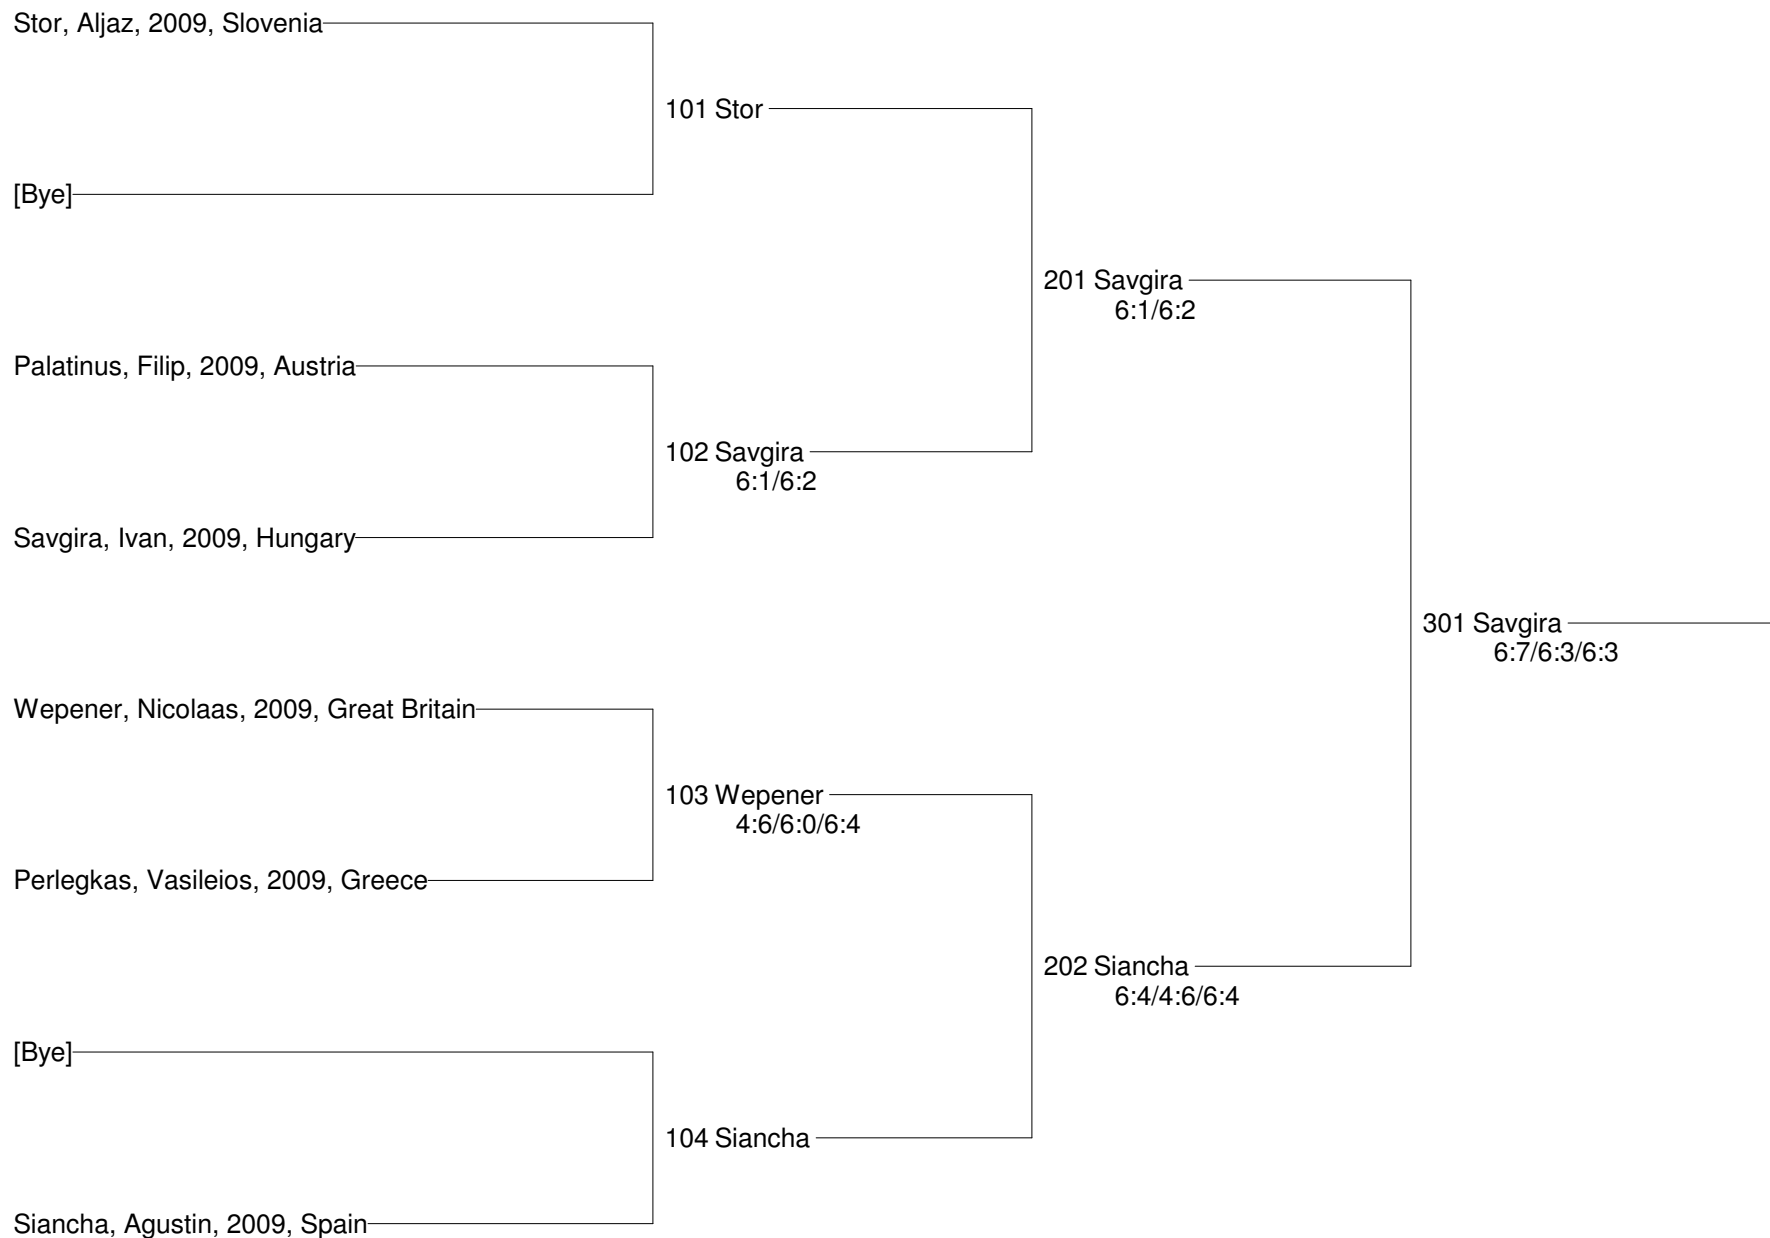 Stor, Aljaz, 2009, Slovenia
101 Stor
[Bye]
201 Savgira
6:1/6:2
Palatinus, Filip, 2009, Austria
102 Savgira
6:1/6:2
Savgira, Ivan, 2009, Hungary
301 Savgira
6:7/6:3/6:3
Wepener, Nicolaas, 2009, Great Britain
103 Wepener
4:6/6:0/6:4
Perlegkas, Vasileios, 2009, Greece
202 Siancha
6:4/4:6/6:4
[Bye]
104 Siancha
Siancha, Agustin, 2009, Spain